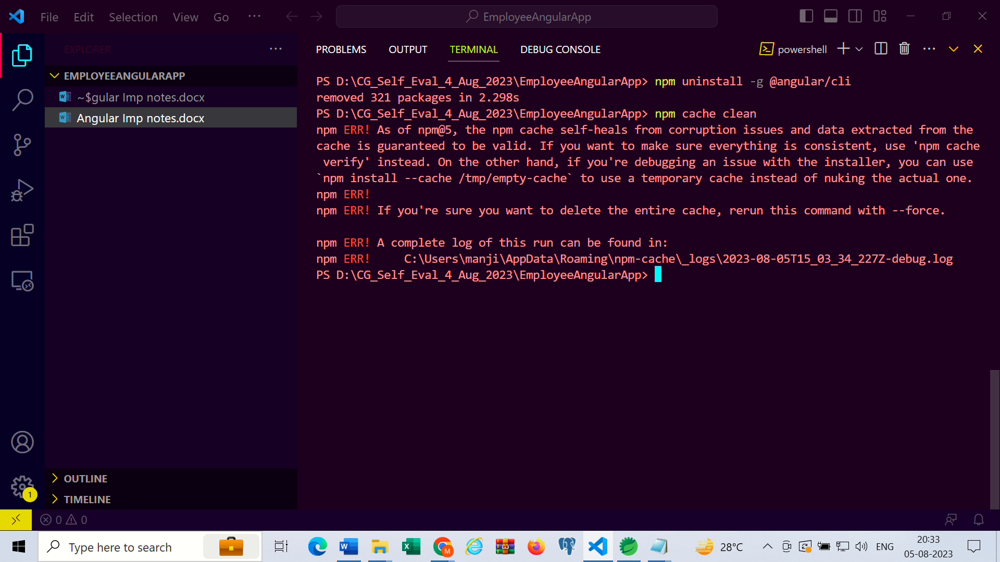 File Edit Selection View Go ...
EmployeeAngularApp
EXPLORER
EMPLOYEEANGULARAPP
~$gular Imp notes.docx
Angular Imp notes.docx
OUTLINE
TIMELINE
PROBLEMS OUTPUT TERMINAL DEBUG CONSOLE
powershell
PS D:\CG_Self_Eval_4_Aug_2023\EmployeeAngularApp> npm uninstall -g @angular/cli
removed 321 packages in 2.298s
PS D:\CG_Self_Eval_4_Aug_2023\EmployeeAngularApp> npm cache clean
npm ERR! As of npm@5, the npm cache self-heals from corruption issues and data extracted from the
cache is guaranteed to be valid. If you want to make sure everything is consistent, use 'npm cache
verify' instead. On the other hand, if you're debugging an issue with the installer, you can use
`npm install --cache /tmp/empty-cache` to use a temporary cache instead of nuking the actual one.
npm ERR!
npm ERR! If you're sure you want to delete the entire cache, rerun this command with --force.
npm ERR! A complete log of this run can be found in:
npm ERR!     C:\Users\manji\AppData\Roaming\npm-cache\_logs\2023-08-05T15_03_34_227Z-debug.log
PS D:\CG_Self_Eval_4_Aug_2023\EmployeeAngularApp>
1
0 0
Type here to search
28°C
ENG
20:33
05-08-2023